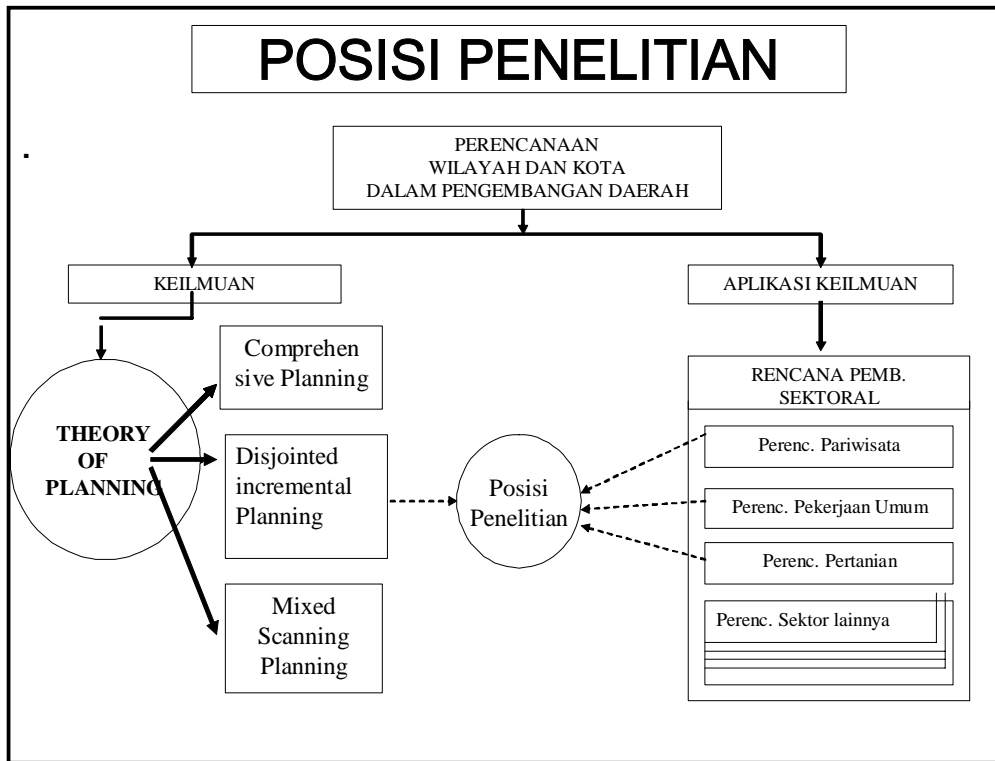 POSISI PENELITIAN
.
PERENCANAAN
WILAYAH DAN KOTA
DALAM PENGEMBANGAN DAERAH
KEILMUAN
APLIKASI KEILMUAN
THEORY
OF
PLANNING
Comprehen
sive Planning
Disjointed
incremental
Planning
Mixed
Scanning
Planning
Posisi
Penelitian
RENCANA PEMB.
SEKTORAL
Perenc. Pariwisata
Perenc. Pekerjaan Umum
Perenc. Pertanian
Perenc. Sektor lainnya